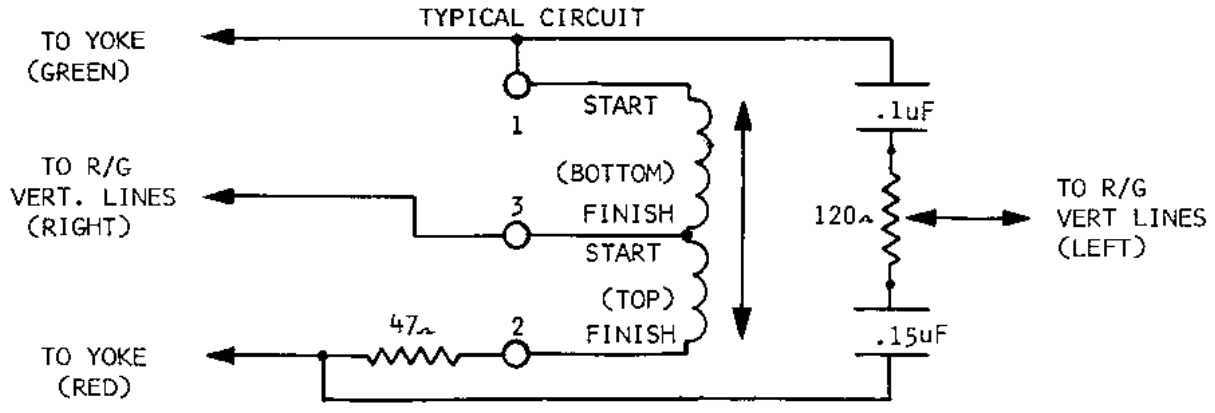 TYPICAL CIRCUIT
TO YOKE
(GREEN)
1
START
(BOTTOM)
FINISH
.1uF
TO R/G
VERT. LINES
(RIGHT)
3
START
(TOP)
FINISH
120Ω
TO R/G
VERT LINES
(LEFT)
47Ω
2
.15uF
TO YOKE
(RED)